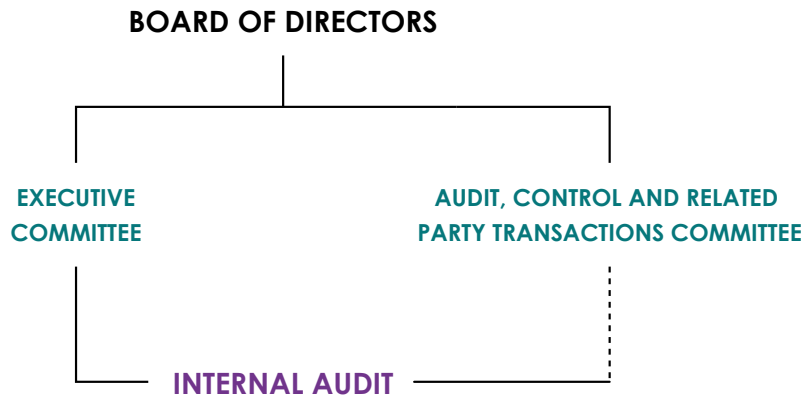 BOARD OF DIRECTORS
EXECUTIVE
COMMITTEE
AUDIT, CONTROL AND RELATED
PARTY TRANSACTIONS COMMITTEE
INTERNAL AUDIT